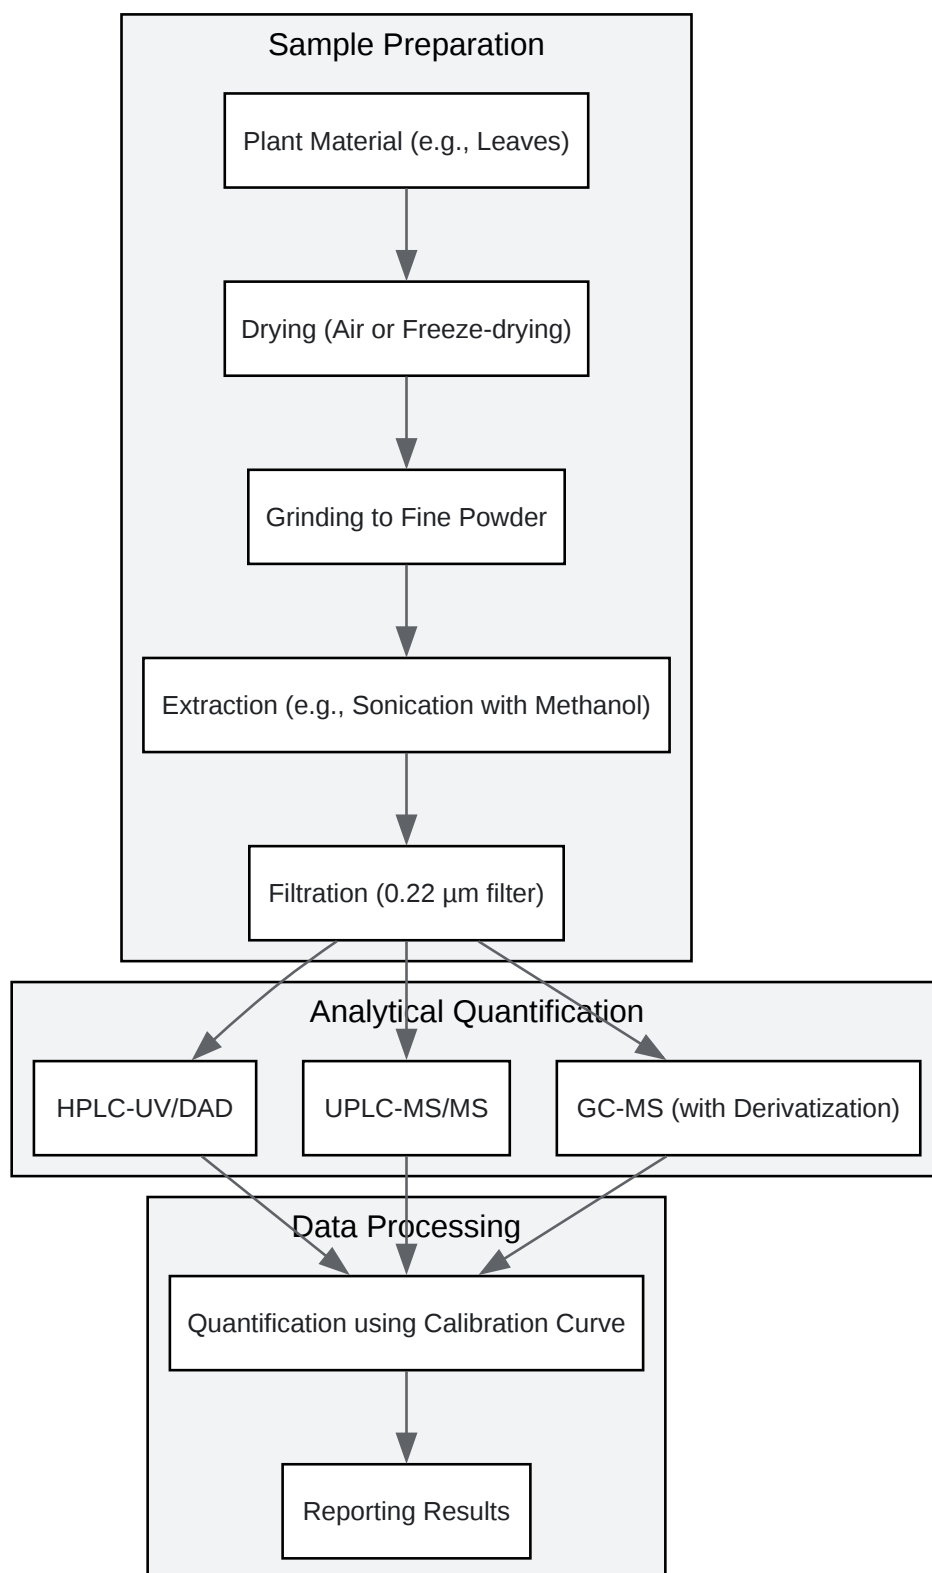 Sample Preparation
Plant Material (e.g., Leaves)
Drying (Air or Freeze-drying)
Grinding to Fine Powder
Extraction (e.g., Sonication with Methanol)
Filtration (0.22 µm filter)
Analytical Quantification
HPLC-UV/DAD
UPLC-MS/MS
GC-MS (with Derivatization)
Data Processing
Quantification using Calibration Curve
Reporting Results